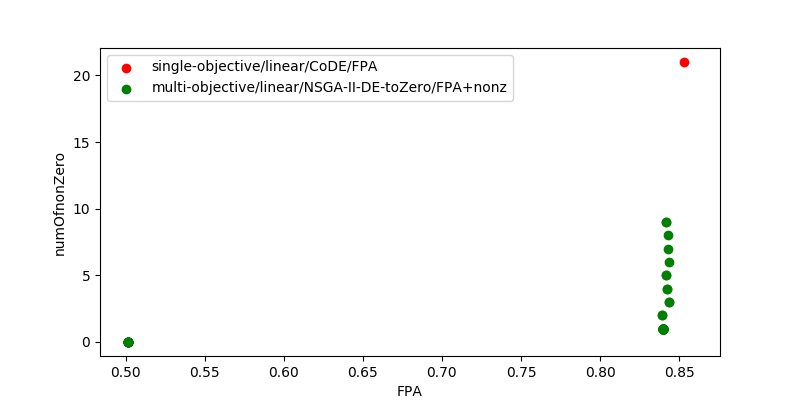 single-objective/linear/CoDE/FPA
multi-objective/linear/NSGA-II-DE-toZero/FPA+nonz
numOfnonZero
20
15
10
5
0
0.50 0.55 0.60 0.65 0.70 0.75 0.80 0.85
FPA